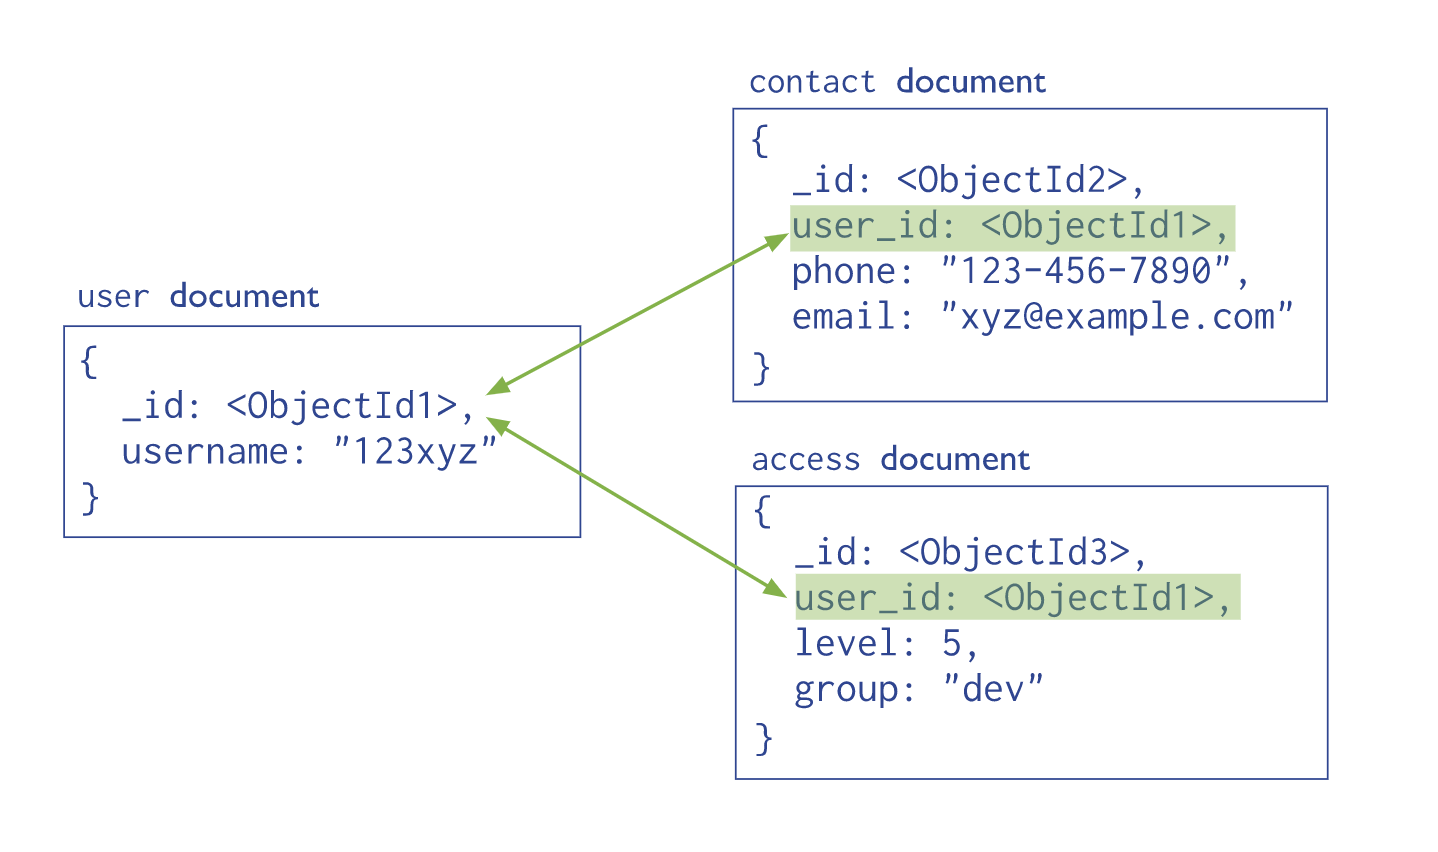 user document
{
_id: <ObjectId1>,
username: "123xyz"
}
contact document
{
_id: <ObjectId2>,
user_id: <ObjectId1>,
phone: "123-456-7890",
email: "xyz@example.com"
}
access document
{
_id: <ObjectId3>,
user_id: <ObjectId1>,
level: 5,
group: "dev"
}